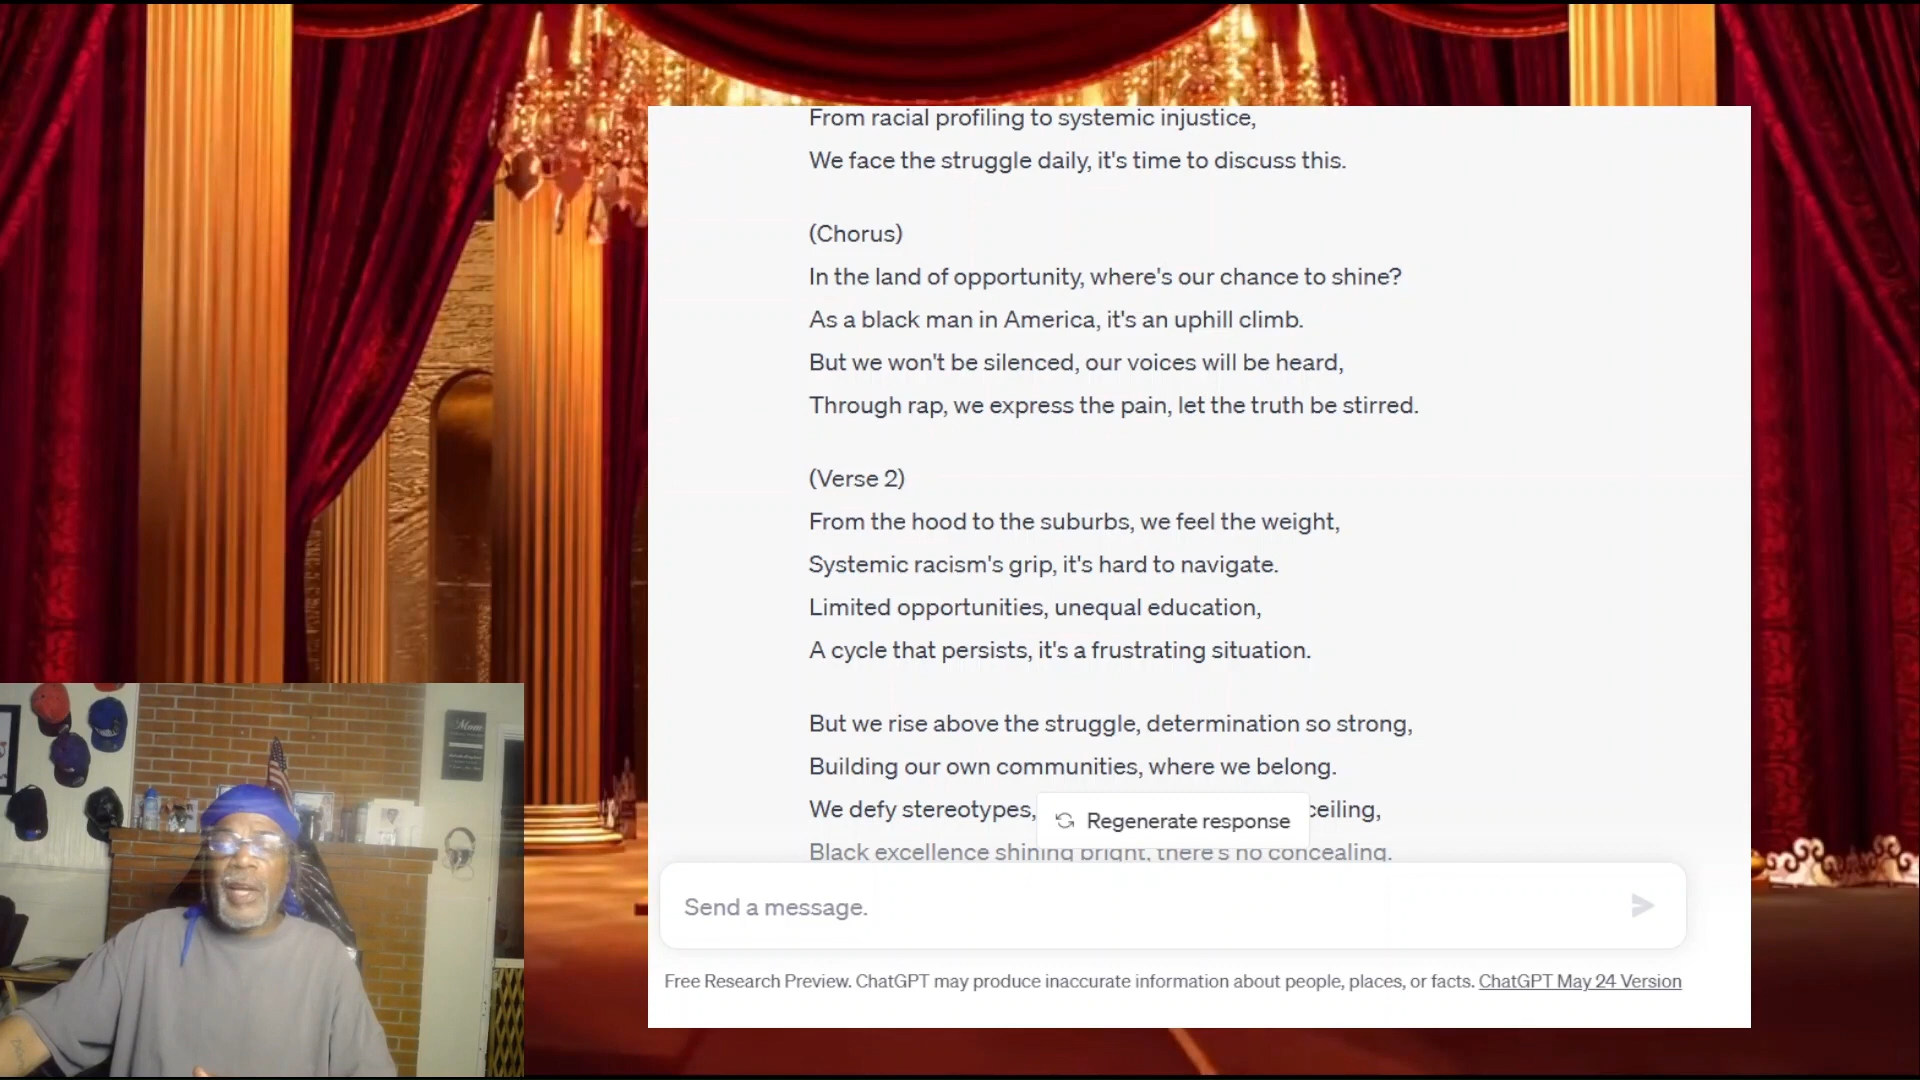 From racial profiling to systemic injustice,
We face the struggle daily, it's time to discuss this.
(Chorus)
In the land of opportunity, where's our chance to shine?
As a black man in America, it's an uphill climb.
But we won't be silenced, our voices will be heard,
Through rap, we express the pain, let the truth be stirred.
(Verse 2)
From the hood to the suburbs, we feel the weight,
Systemic racism's grip, it's hard to navigate.
Limited opportunities, unequal education,
A cycle that persists, it's a frustrating situation.
But we rise above the struggle, determination so strong,
Building our own communities, where we belong.
We defy stereotypes, ceiling,
Regenerate response
Black excellence shining bright, there's no concealing.
Send a message.
Free Research Preview. ChatGPT may produce inaccurate information about people, places, or facts. ChatGPT May 24 Version
Mom